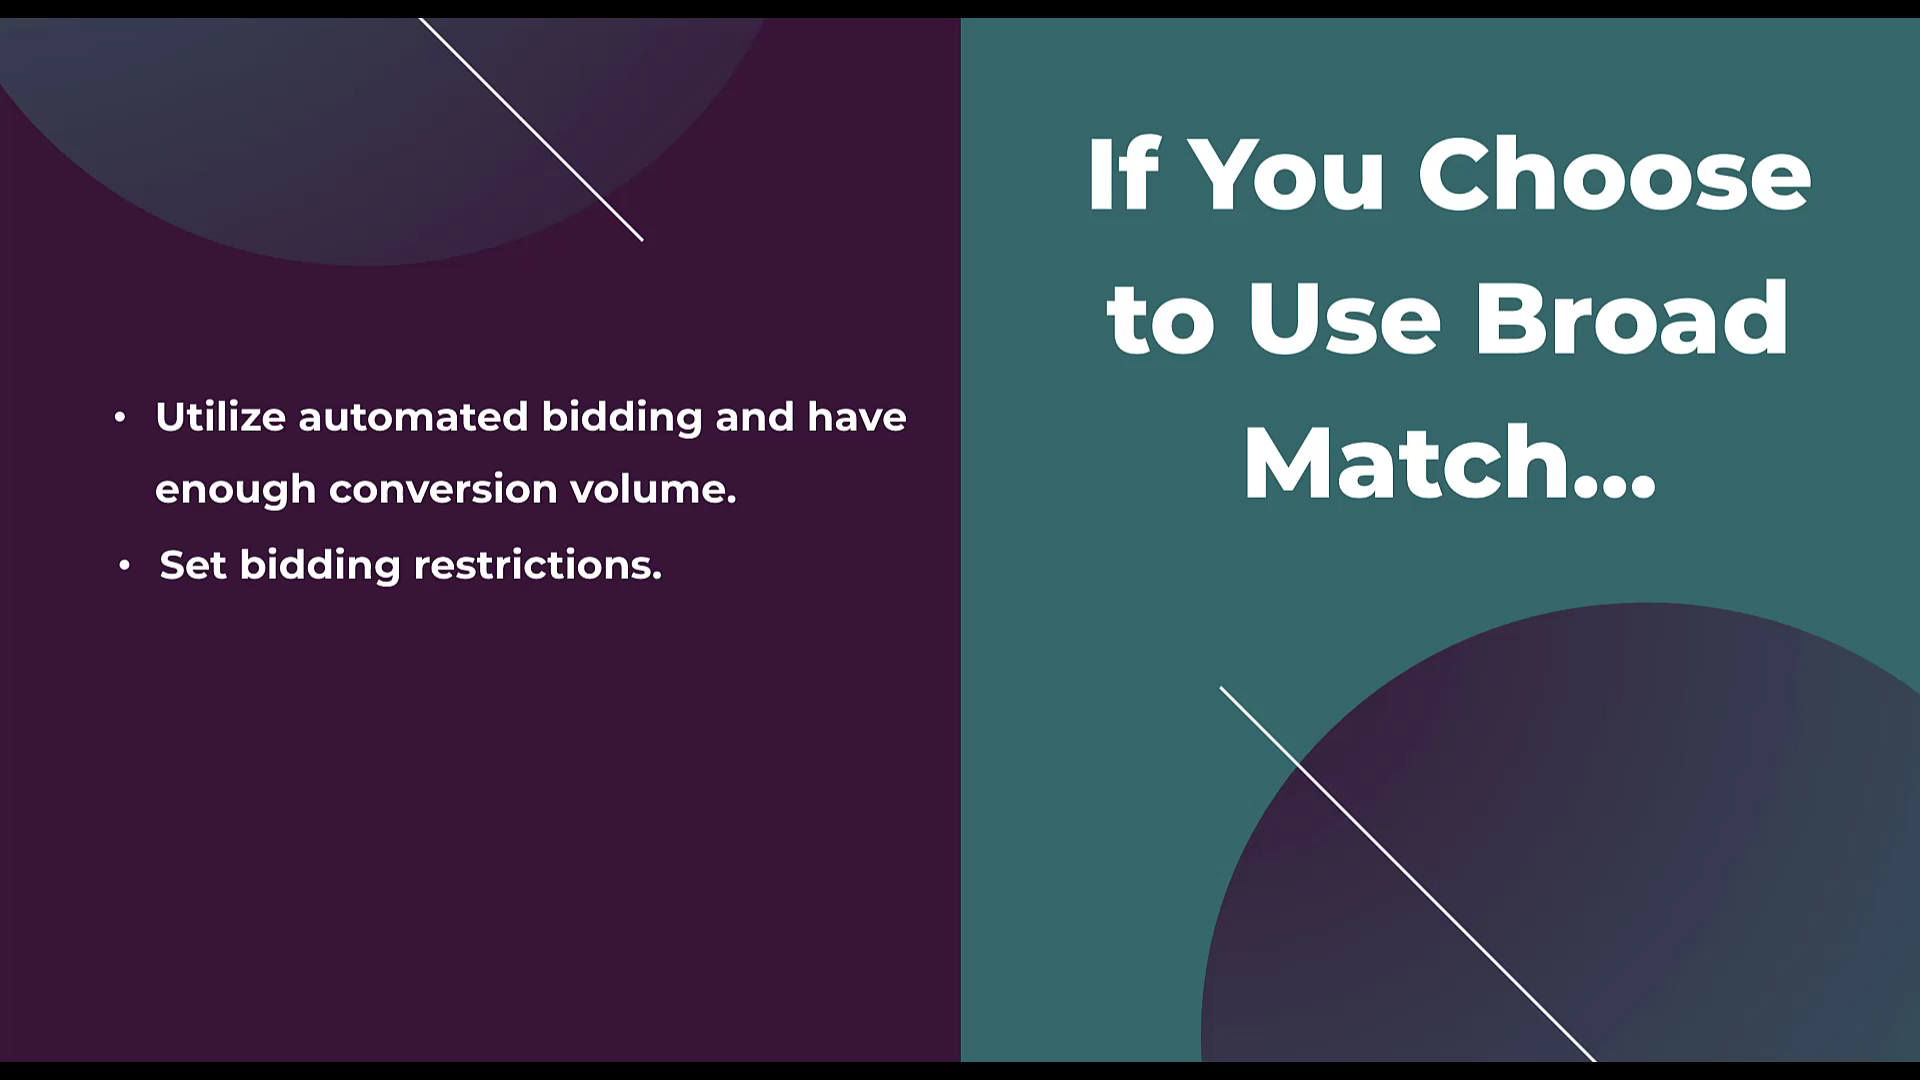 If You Choose
to Use Broad
Match...
• Utilize automated bidding and have
enough conversion volume.
• Set bidding restrictions.